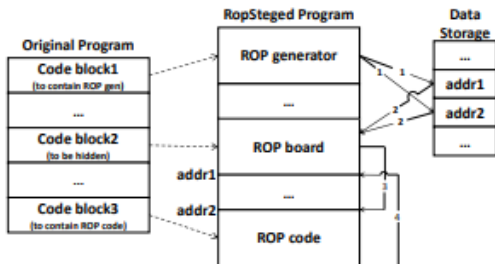 Original Program
Code block1
(to contain ROP gen)
...
Code block2
(to be hidden)
...
Code block3
(to contain ROP code)
RopSteged Program
ROP generator
...
ROP board
addr1
...
addr2
ROP code
Data
Storage
...
addr1
addr2
...
1
1
2
2
3
4